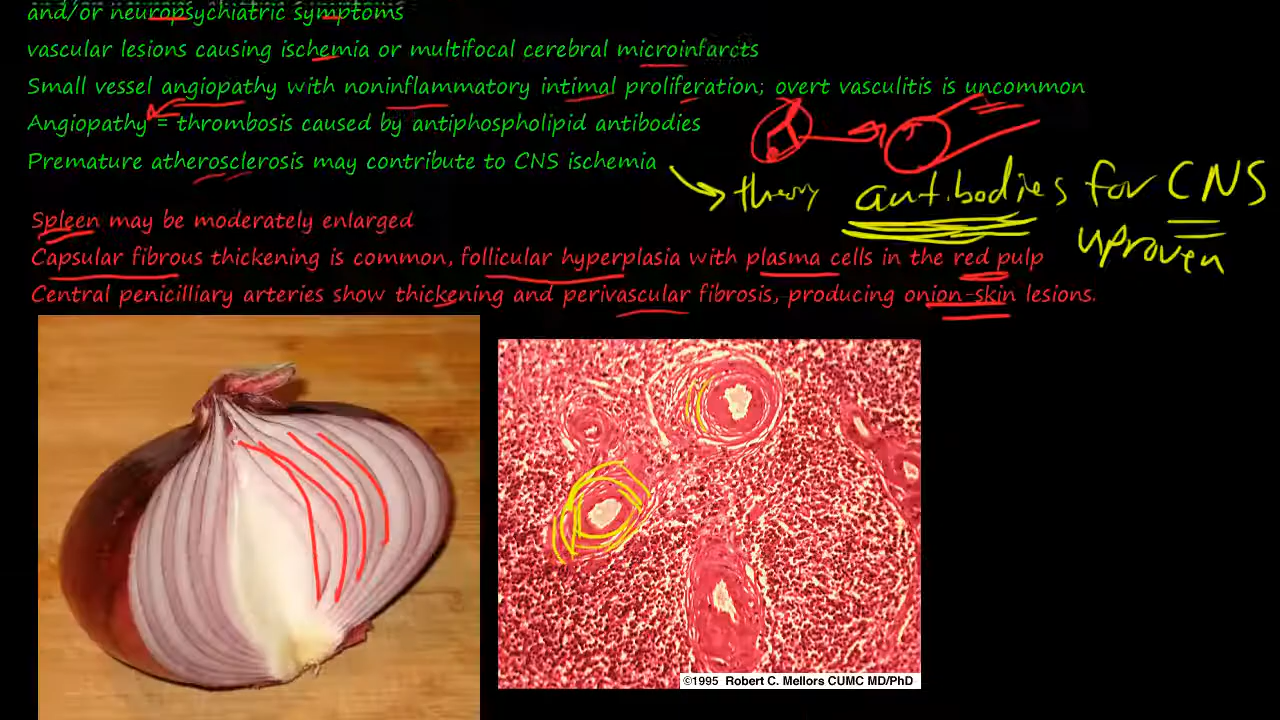 and/or neuropsychiatric symptoms
vascular lesions causing ischemia or multifocal cerebral microinfarcts
Small vessel angiopathy with noninflammatory intimal proliferation; overt vasculitis is uncommon
Angiopathy = thrombosis caused by antiphospholipid antibodies
Premature atherosclerosis may contribute to CNS ischemia
theory antibodies for CNS
uproven
Spleen may be moderately enlarged
Capsular fibrous thickening is common, follicular hyperplasia with plasma cells in the red pulp
Central penicilliary arteries show thickening and perivascular fibrosis, producing onion-skin lesions.
©1995 Robert C. Mellors CUMC MD/PhD